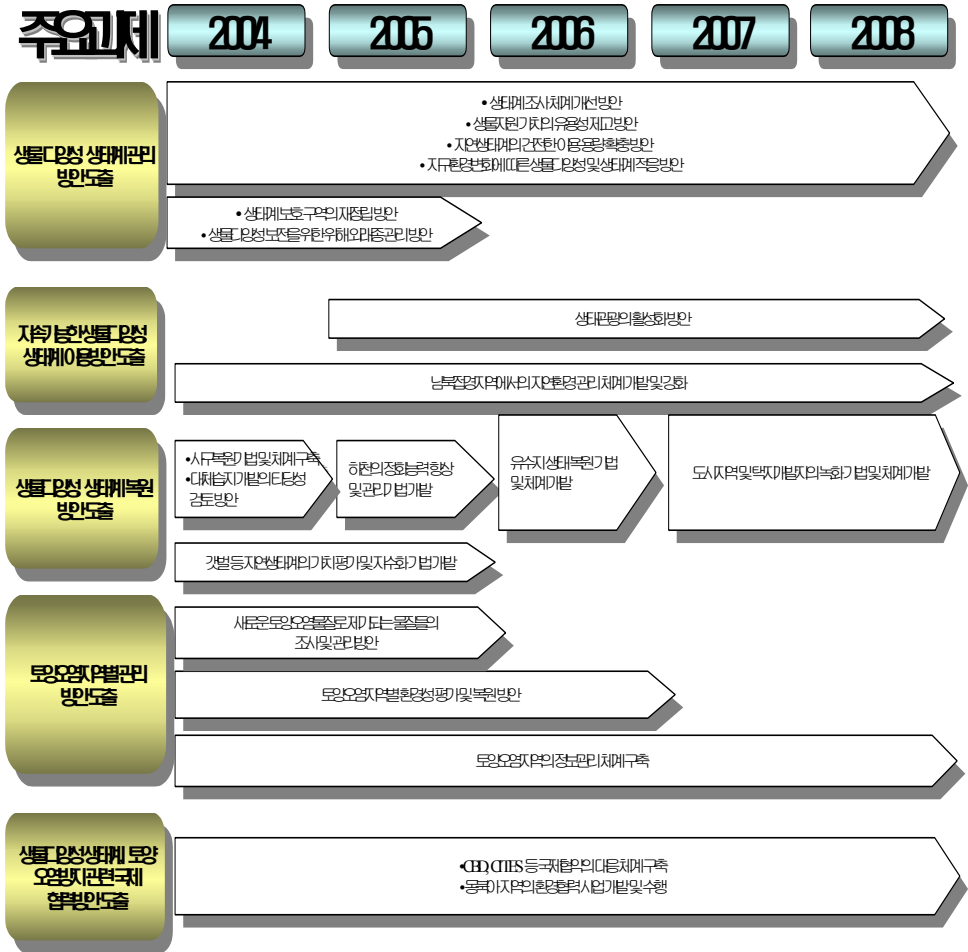 주요과제
2004
2005
2006
2007
2008
생물다양성 생태계관리
방안도출
• 생태계조사체계개선방안
• 생물자원가치의유용성제고방안
• 자연생태계의건전한이용용량확충방안
• 지구환경변화에따른생물다양성및생태계적응방안
• 생태계보호구역의재정립방안
• 생물다양성보전을위한위해외래종관리방안
지속가능한생물다양성
생태계이용방안도출
생태관광의활성화방안
남북접경지역에서의자연환경관리체계개발및강화
생물다양성 생태계복원
방안도출
•사구복원기법및체계구축
•대체습지개발의타당성
검토방안
하천의정화능력향상
및관리기법개발
유수지생태복원기법
및체계개발
도시지역및택지개발지의녹화기법및체계개발
갯벌등자연생태계의가치평가및지수화기법개발
토양오염지역별관리
방안도출
새로운토양오염물질로제기되는물질들의
조사및관리방안
토양오염지역별환경성평가및복원방안
토양오염지역의정보관리체계구축
생물다양성생태계 토양
오염방지관련국제
협력방안도출
•CBD, CITES 등국제협약의대응체계구축
•동북아지역의환경협력사업개발및수행